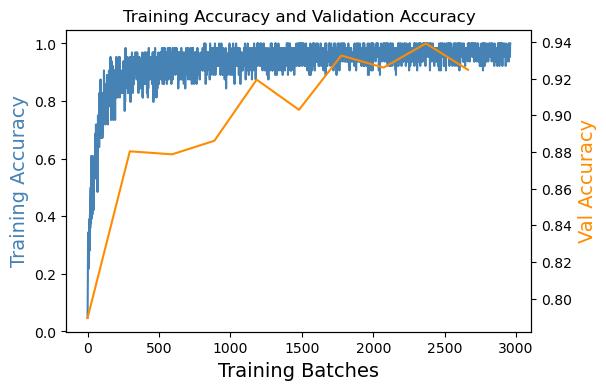 Training Accuracy and Validation Accuracy
1.0
0.8
0.6
0.4
0.2
0.0
Training Accuracy
0.94
0.92
0.90
0.88
0.86
0.84
0.82
0.80
Val Accuracy
0 500 1000 1500 2000 2500 3000
Training Batches